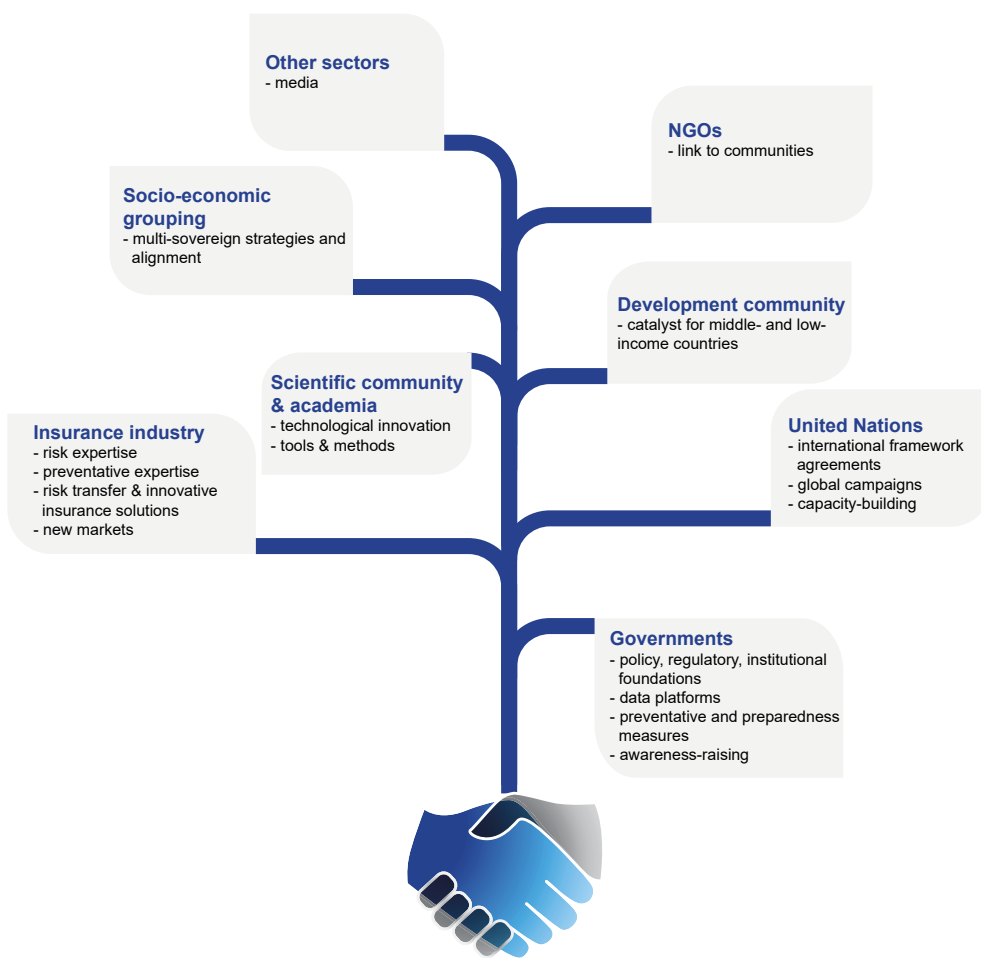 Other sectors
- media
NGOs
- link to communities
Socio-economic
grouping
- multi-sovereign strategies and
alignment
Development community
- catalyst for middle- and low-
income countries
Scientific community
& academia
- technological innovation
- tools & methods
United Nations
- international framework
agreements
- global campaigns
- capacity-building
Insurance industry
- risk expertise
- preventative expertise
- risk transfer & innovative
insurance solutions
- new markets
Governments
- policy, regulatory, institutional
foundations
- data platforms
- preventative and preparedness
measures
- awareness-raising